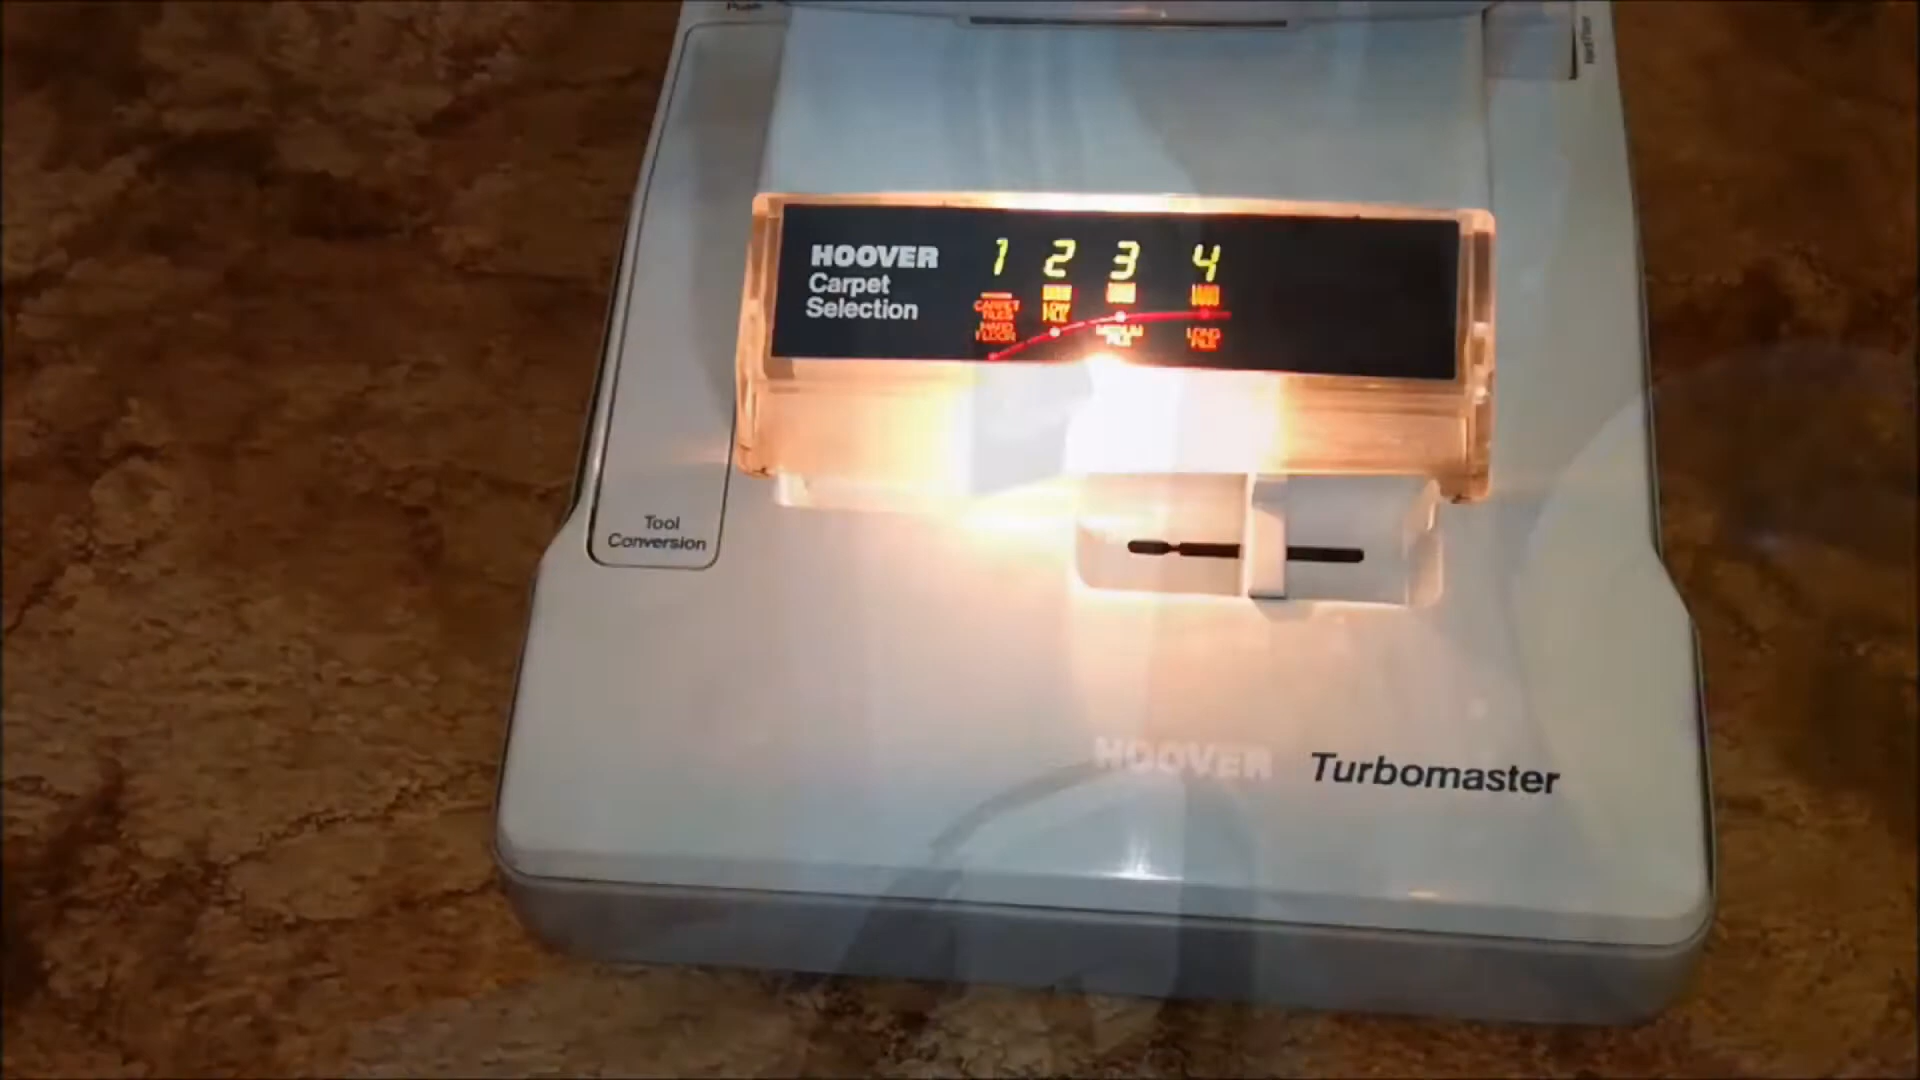 Push
HOOVER
Carpet
Selection
1 2 3 4
CARPET
TILES
HARD
FLOOR
LOW
PILE
MEDIUM
PILE
LONG
PILE
Tool
Conversion
HOOVER Turbomaster